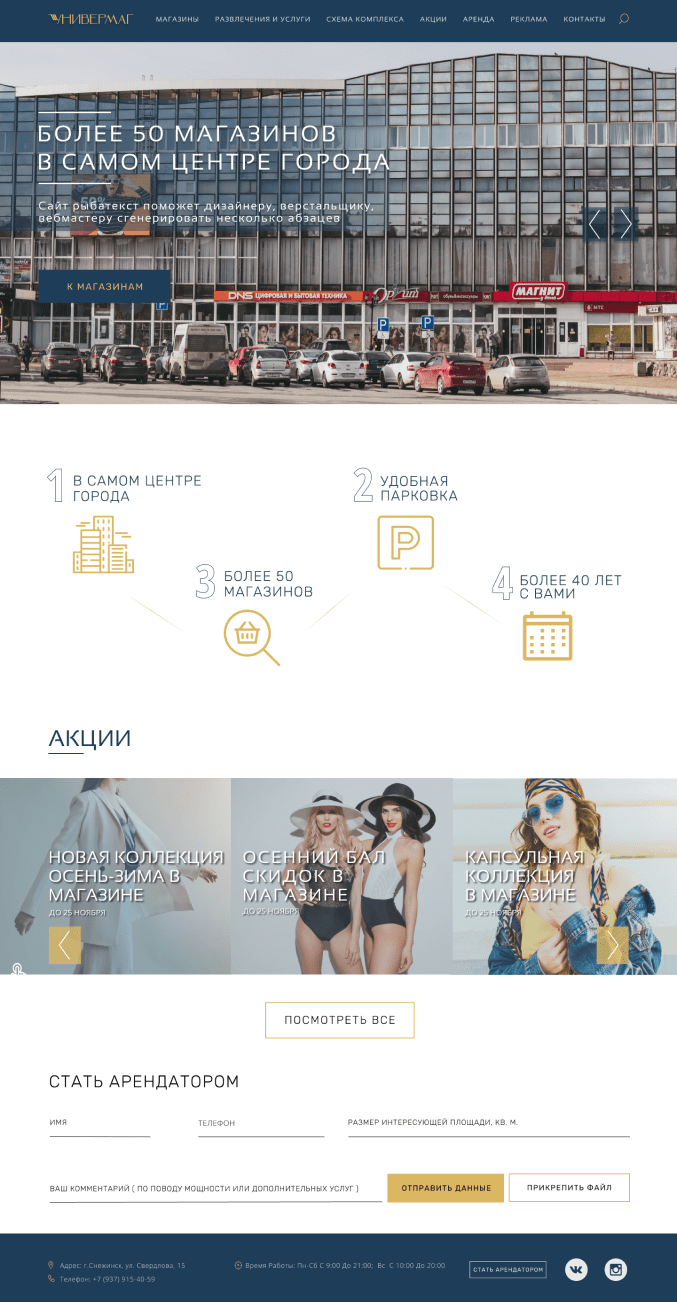 УНИВЕРМАГ
МАГАЗИНЫ РАЗВЛЕЧЕНИЯ И УСЛУГИ СХЕМА КОМПЛЕКСА АКЦИИ АРЕНДА РЕКЛАМА КОНТАКТЫ
БОЛЕЕ 50 МАГАЗИНОВ
В САМОМ ЦЕНТРЕ ГОРОДА
Сайт рыбатекст поможет дизайнеру, верстальщику,
вебмастеру сгенерировать несколько абзацев
К МАГАЗИНАМ
DNS ЦИФРОВАЯ И БЫТОВАЯ ТЕХНИКА
МАГНИТ
P
P
P
1 В САМОМ ЦЕНТРЕ
ГОРОДА
2 УДОБНАЯ
ПАРКОВКА
P
3 БОЛЕЕ 50
МАГАЗИНОВ
4 БОЛЕЕ 40 ЛЕТ
С ВАМИ
АКЦИИ
НОВАЯ КОЛЛЕКЦИЯ
ОСЕНЬ-ЗИМА В
МАГАЗИНЕ
ДО 25 НОЯБРЯ
ОСЕННИЙ БАЛ
СКИДОК В
МАГАЗИНЕ
ДО 25 НОЯБРЯ
КАПСУЛЬНАЯ
КОЛЛЕКЦИЯ
В МАГАЗИНЕ
ДО 25 НОЯБРЯ
ПОСМОТРЕТЬ ВСЕ
СТАТЬ АРЕНДАТОРОМ
ИМЯ
ТЕЛЕФОН
РАЗМЕР ИНТЕРЕСУЮЩЕЙ ПЛОЩАДИ, КВ. М.
ВАШ КОММЕНТАРИЙ ( ПО ПОВОДУ МОЩНОСТИ ИЛИ ДОПОЛНИТЕЛЬНЫХ УСЛУГ )
ОТПРАВИТЬ ДАННЫЕ
ПРИКРЕПИТЬ ФАЙЛ
Адрес: г.Снежинск, ул. Свердлова, 15
Телефон: +7 (937) 915-40-59
Время Работы: Пн-Сб С 9:00 До 21:00; Вс С 10:00 До 20:00
СТАТЬ АРЕНДАТОРОМ